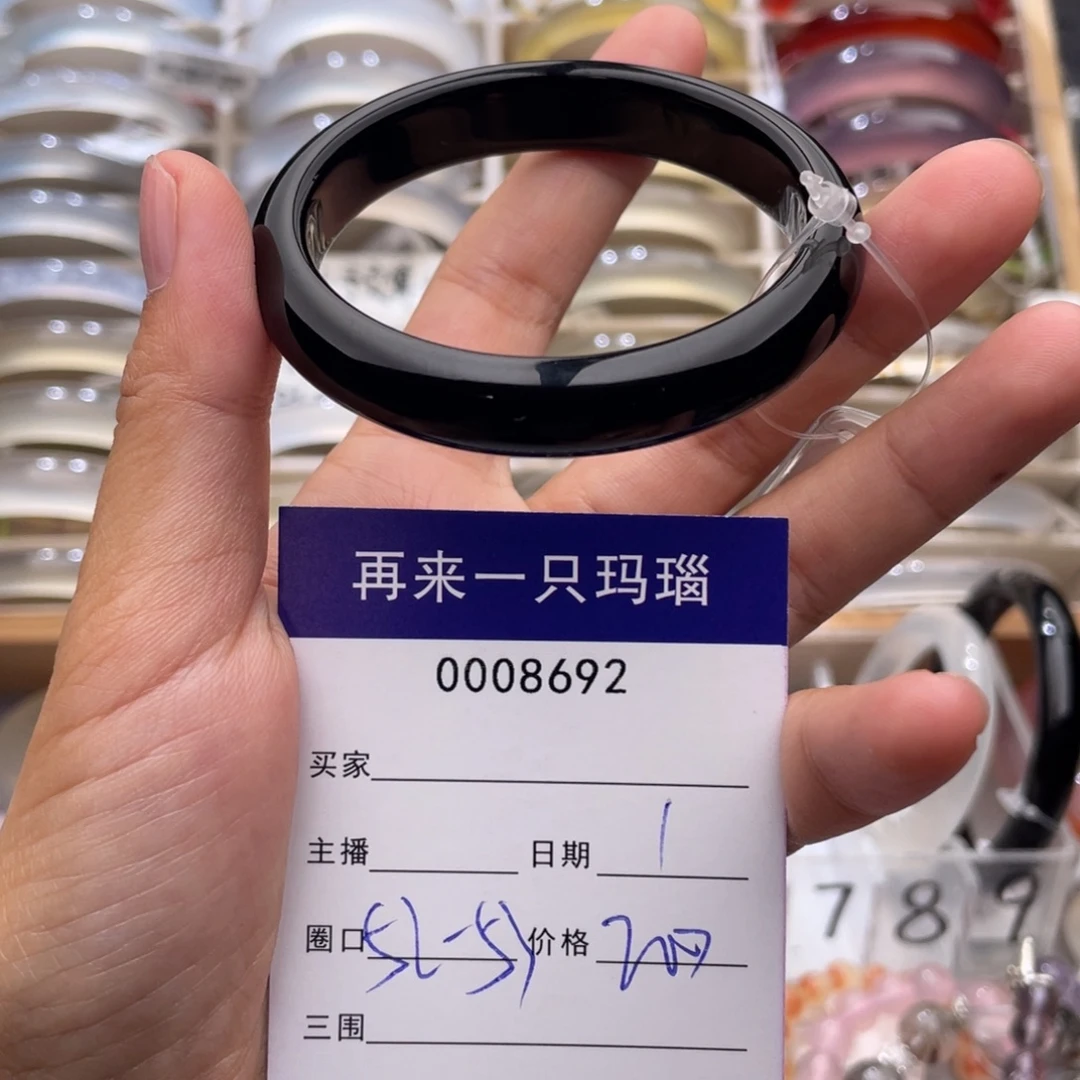 再来一只玛瑙
0008692
买家
主播 日期 1
圈口 价格
三围
7 8 9